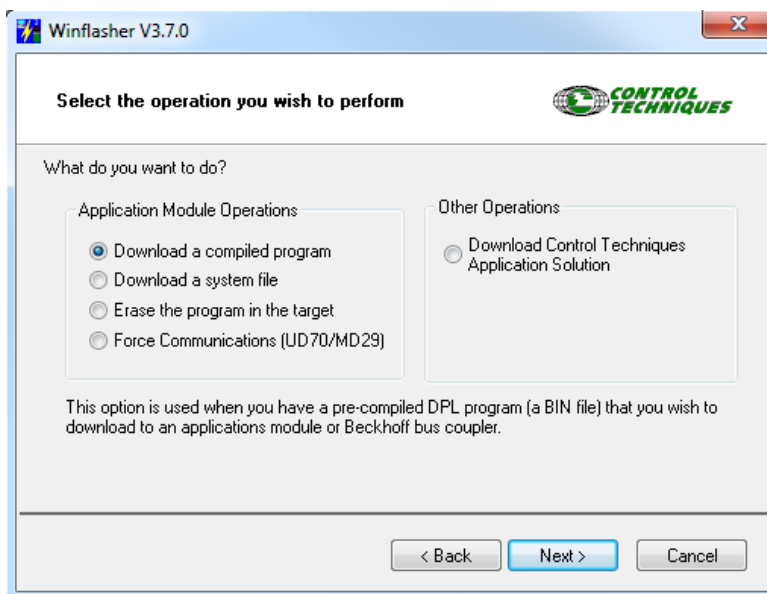 Winflasher V3.7.0
Select the operation you wish to perform
CONTROL
TECHNIQUES
What do you want to do?
Application Module Operations
Download a compiled program
Download a system file
Erase the program in the target
Force Communications (UD70/MD29)
Other Operations
Download Control Techniques
Application Solution
This option is used when you have a pre-compiled DPL program (a BIN file) that you wish to
download to an applications module or Beckhoff bus coupler.
< Back
Next >
Cancel